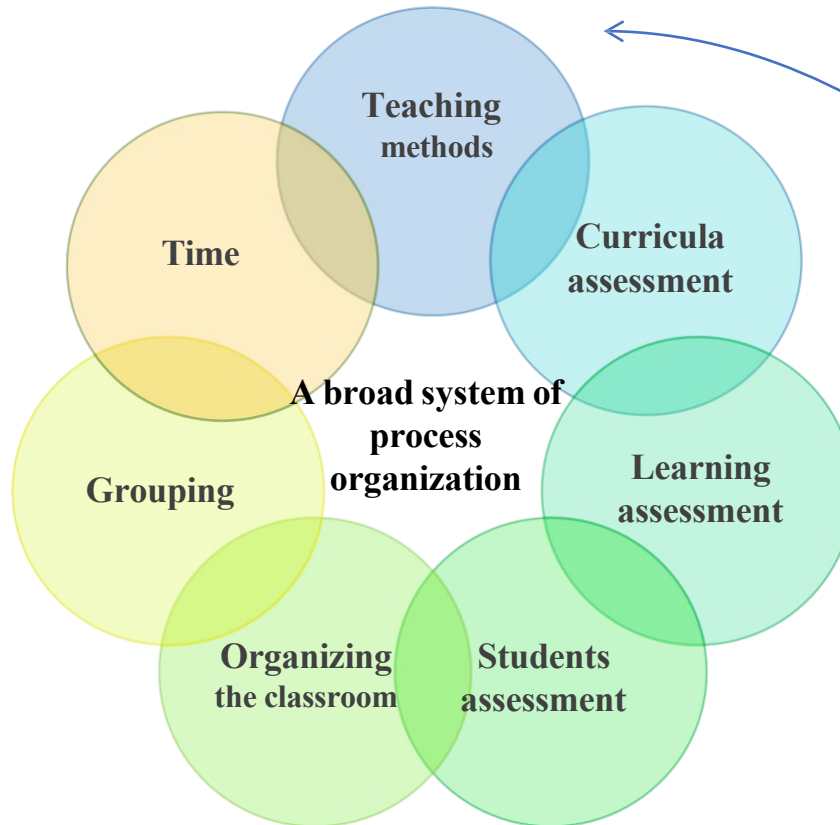 Teaching
methods
Curricula
assessment
Time
A broad system of
process
organization
Learning
assessment
Grouping
Students
assessment
Organizing
the classroom